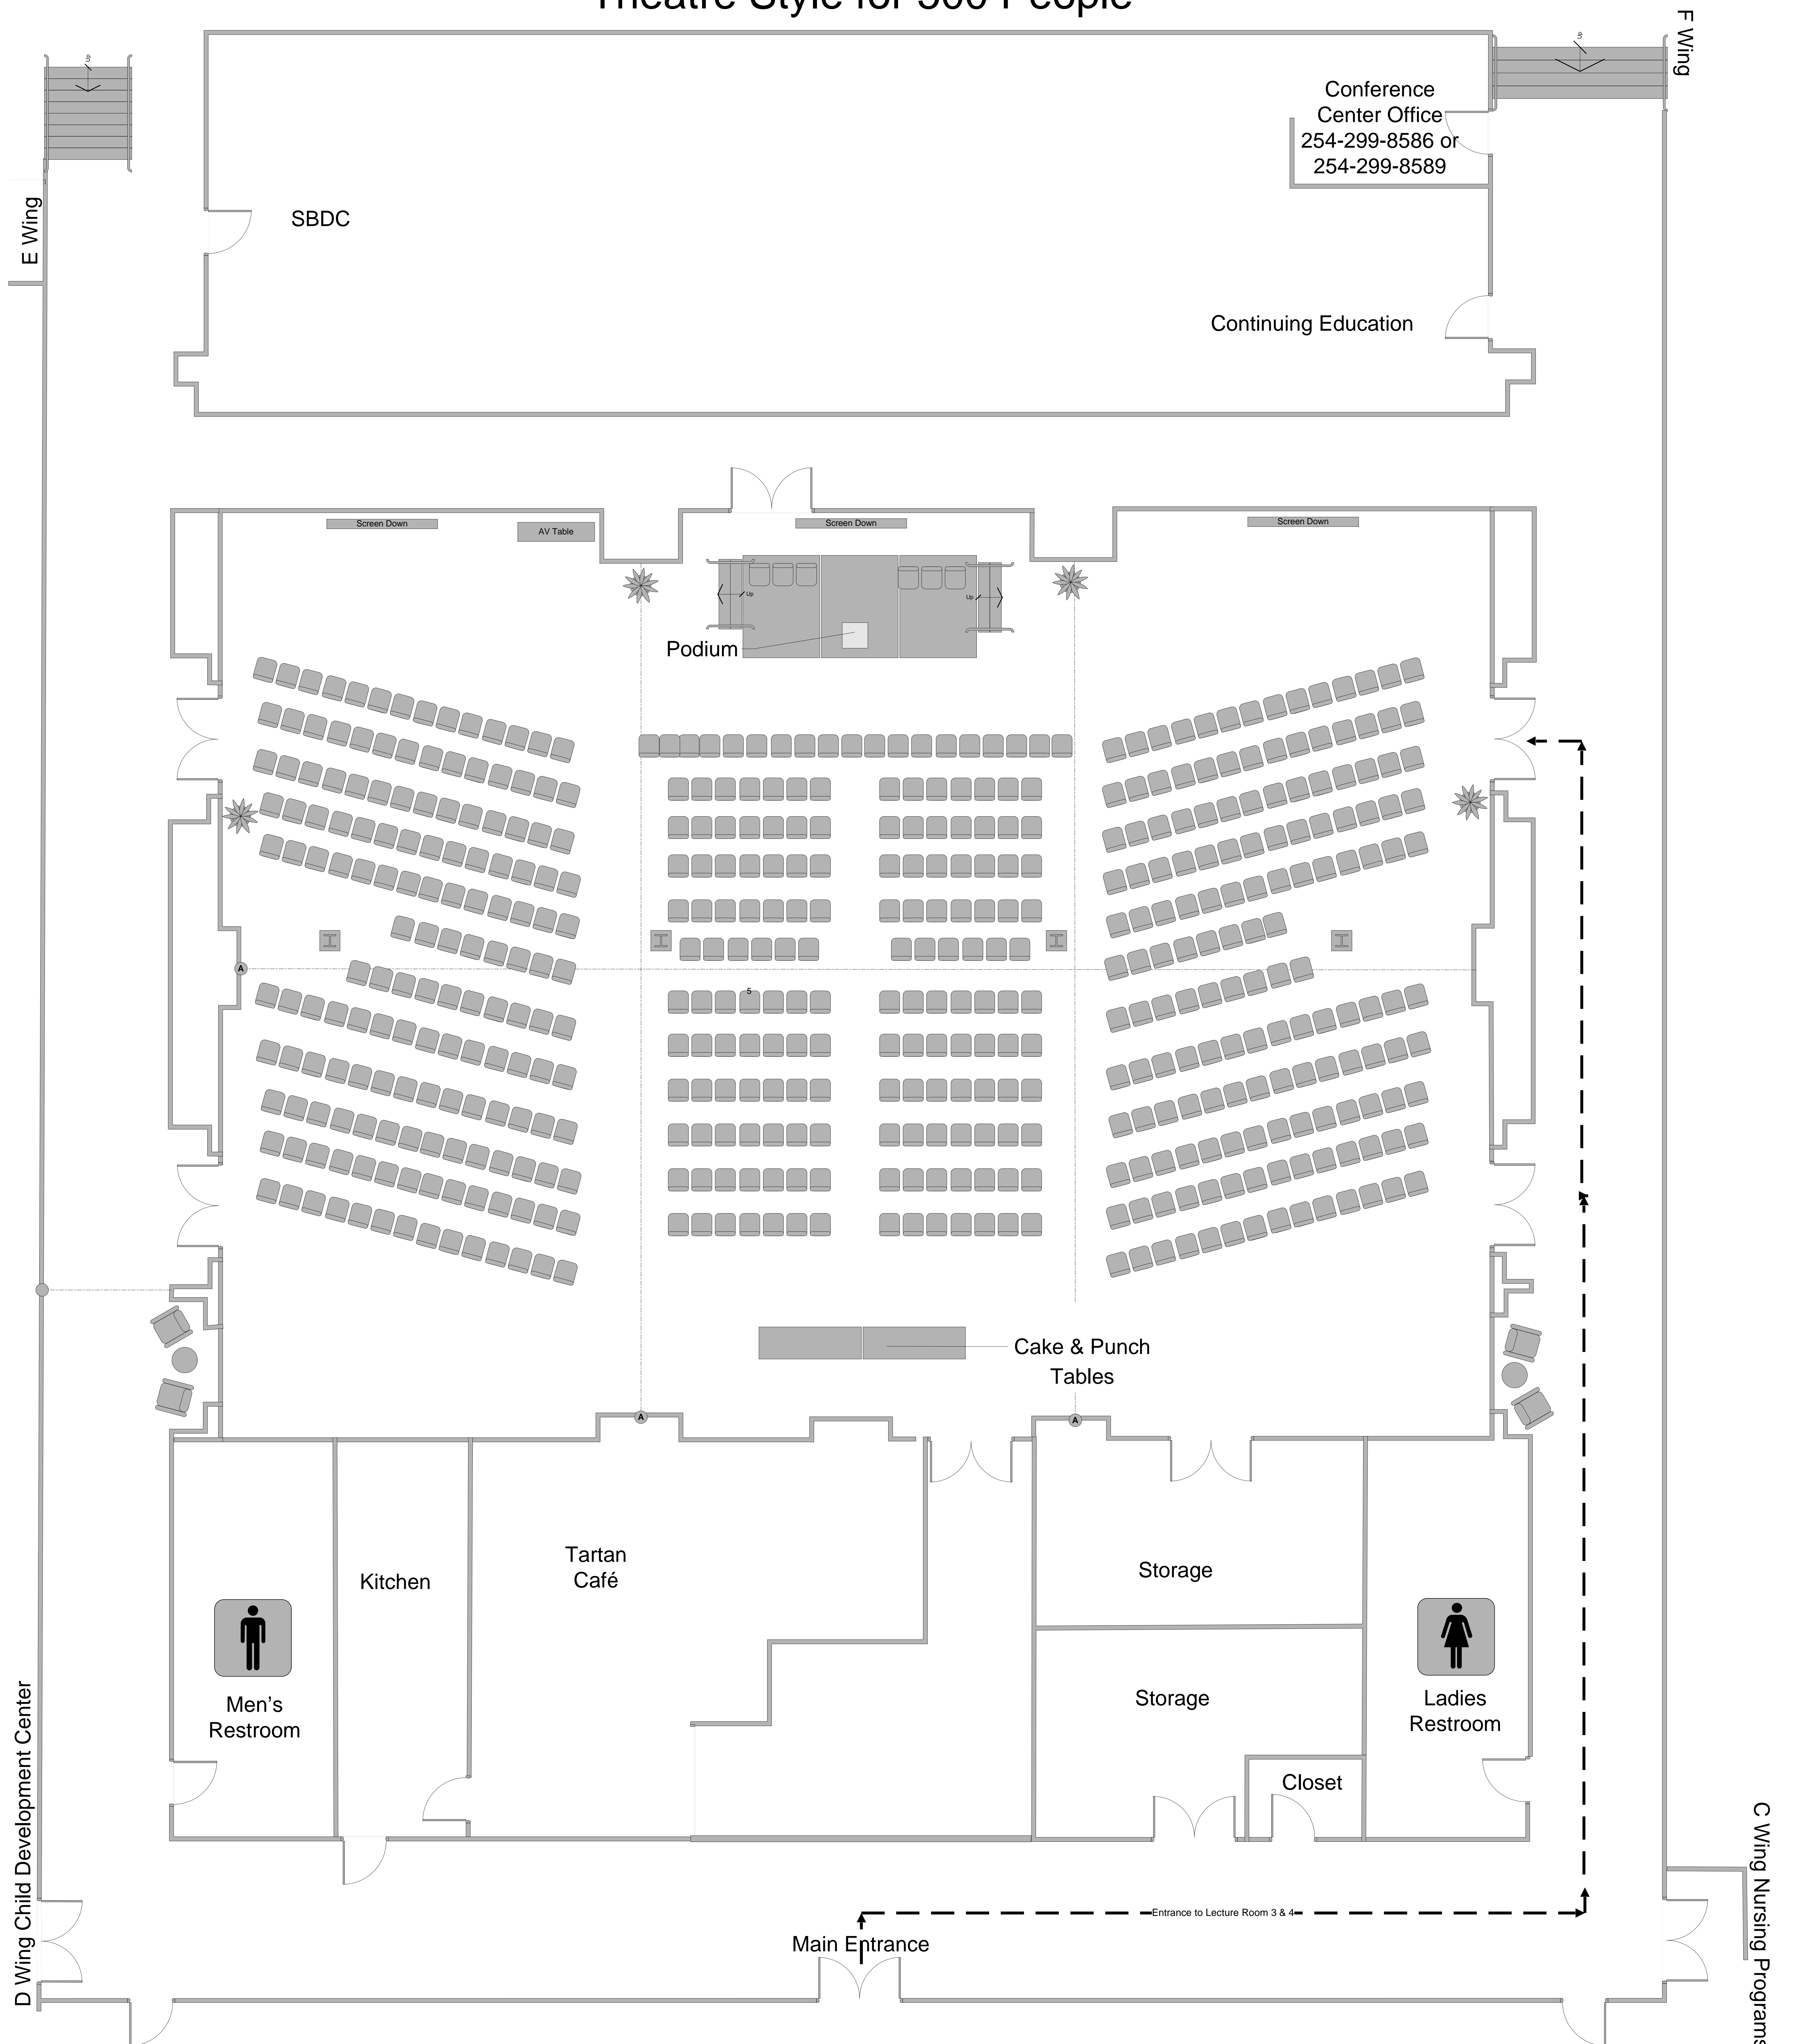 Theatre Style for 500 People
F Wing
Conference
Center Office
254-299-8586 or
254-299-8589
E Wing
SBDC
Continuing Education
Screen Down
AV Table
Screen Down
Screen Down
Up
Up
Podium
A
5
Cake & Punch
Tables
A
A
Tartan
Café
Kitchen
Storage
Men’s
Restroom
Storage
Ladies
Restroom
Closet
D Wing Child Development Center
C Wing Nursing Programs
Entrance to Lecture Room 3 & 4
Main Entrance